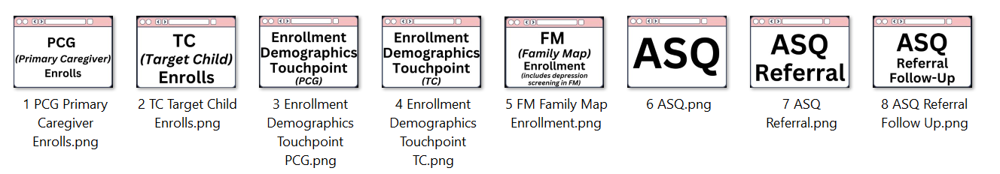 PCG
(Primary Caregiver)
Enrolls
TC
(Target Child)
Enrolls
Enrollment
Demographics
Touchpoint
(PCG)
Enrollment
Demographics
Touchpoint
(TC)
FM
(Family Map)
Enrollment
(includes depression
screening in FM)
ASQ
ASQ
Referral
ASQ
Referral
Follow-Up
1 PCG Primary
Caregiver
Enrolls.png
2 TC Target Child
Enrolls.png
3 Enrollment
Demographics
Touchpoint
PCG.png
4 Enrollment
Demographics
Touchpoint
TC.png
5 FM Family Map
Enrollment.png
6 ASQ.png
7 ASQ
Referral.png
8 ASQ Referral
Follow Up.png